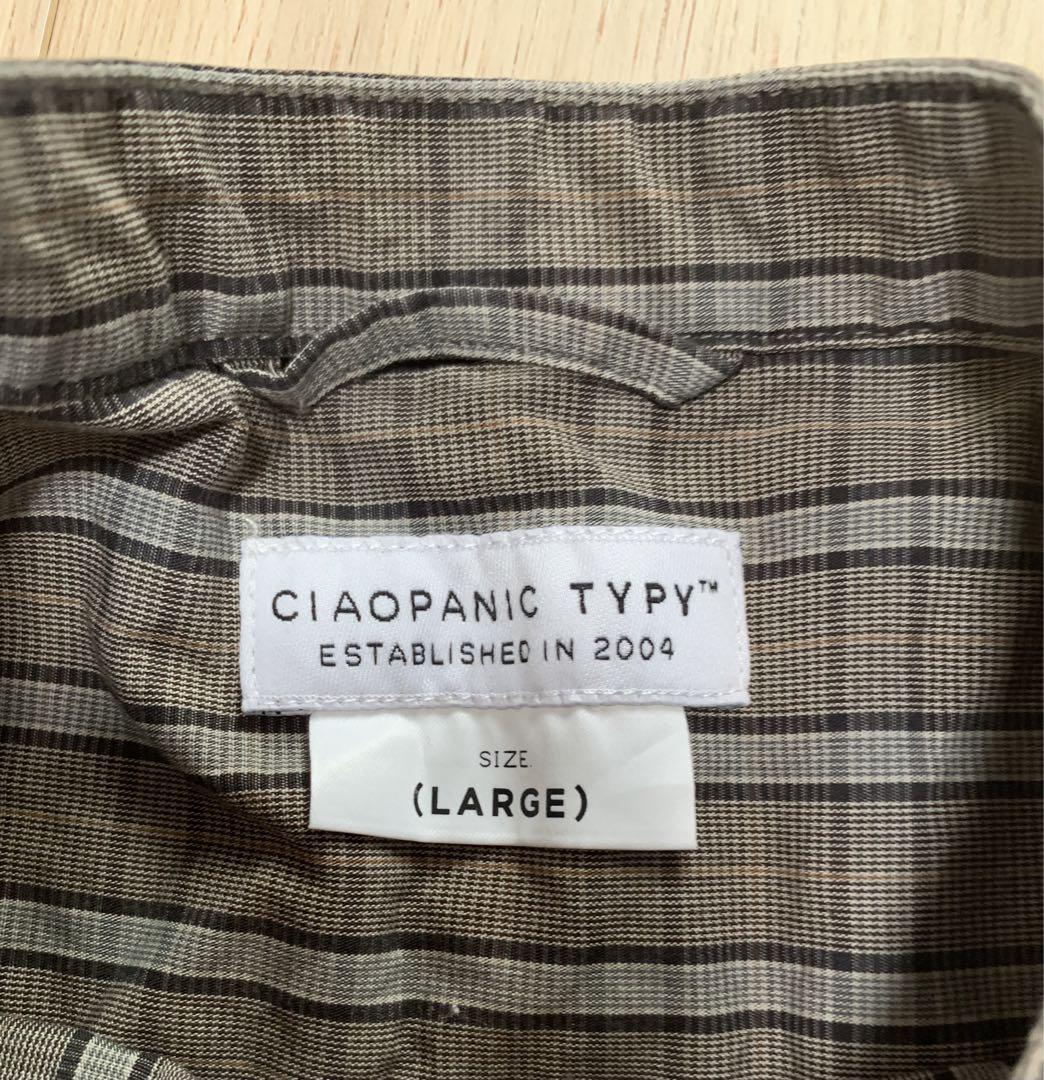 CIAOPANIC TYPY™
ESTABLISHED IN 2004
SIZE
(LARGE)